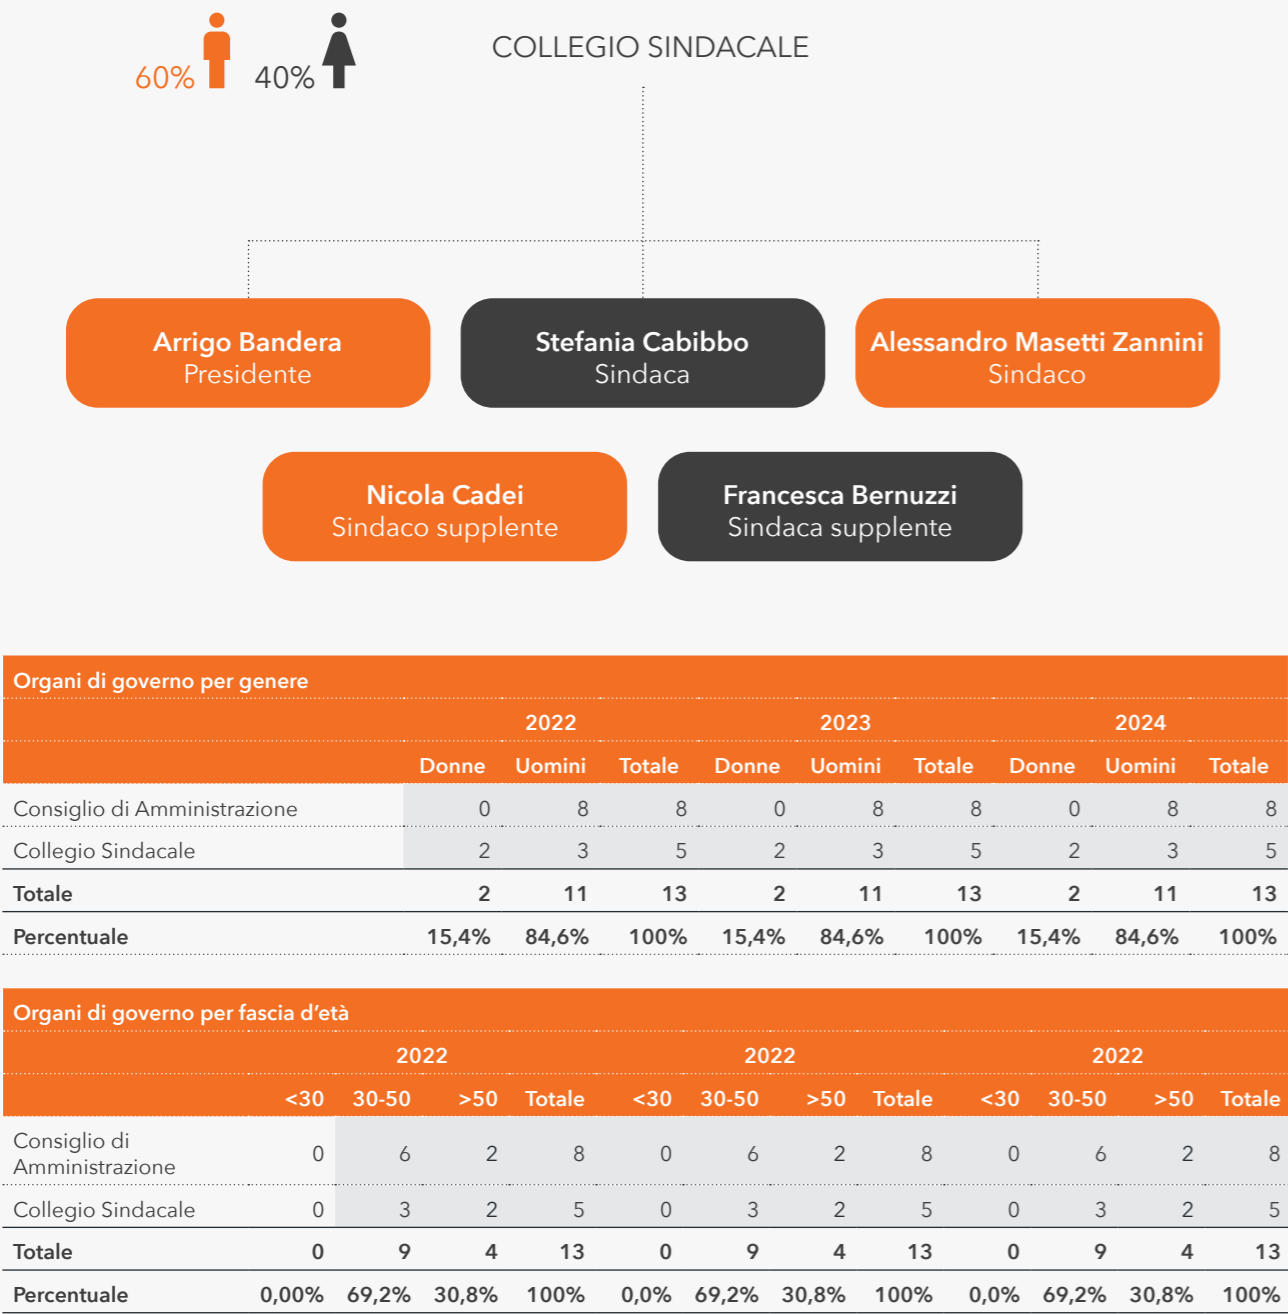 60% 40% COLLEGIO SINDACALE
Arrigo Bandera
Presidente
Stefania Cabibbo
Sindaca
Alessandro Masetti Zannini
Sindaco
Nicola Cadei
Sindaco supplente
Francesca Bernuzzi
Sindaca supplente
Organi di governo per genere
2022 2023 2024
Donne Uomini Totale Donne Uomini Totale Donne Uomini Totale
Consiglio di Amministrazione 0 8 8 0 8 8 0 8 8
Collegio Sindacale 2 3 5 2 3 5 2 3 5
Totale 2 11 13 2 11 13 2 11 13
Percentuale 15,4% 84,6% 100% 15,4% 84,6% 100% 15,4% 84,6% 100%
Organi di governo per fascia d’età
2022 2022 2022
<30 30-50 >50 Totale <30 30-50 >50 Totale <30 30-50 >50 Totale
Consiglio di
Amministrazione 0 6 2 8 0 6 2 8 0 6 2 8
Collegio Sindacale 0 3 2 5 0 3 2 5 0 3 2 5
Totale 0 9 4 13 0 9 4 13 0 9 4 13
Percentuale 0,00% 69,2% 30,8% 100% 0,0% 69,2% 30,8% 100% 0,0% 69,2% 30,8% 100%